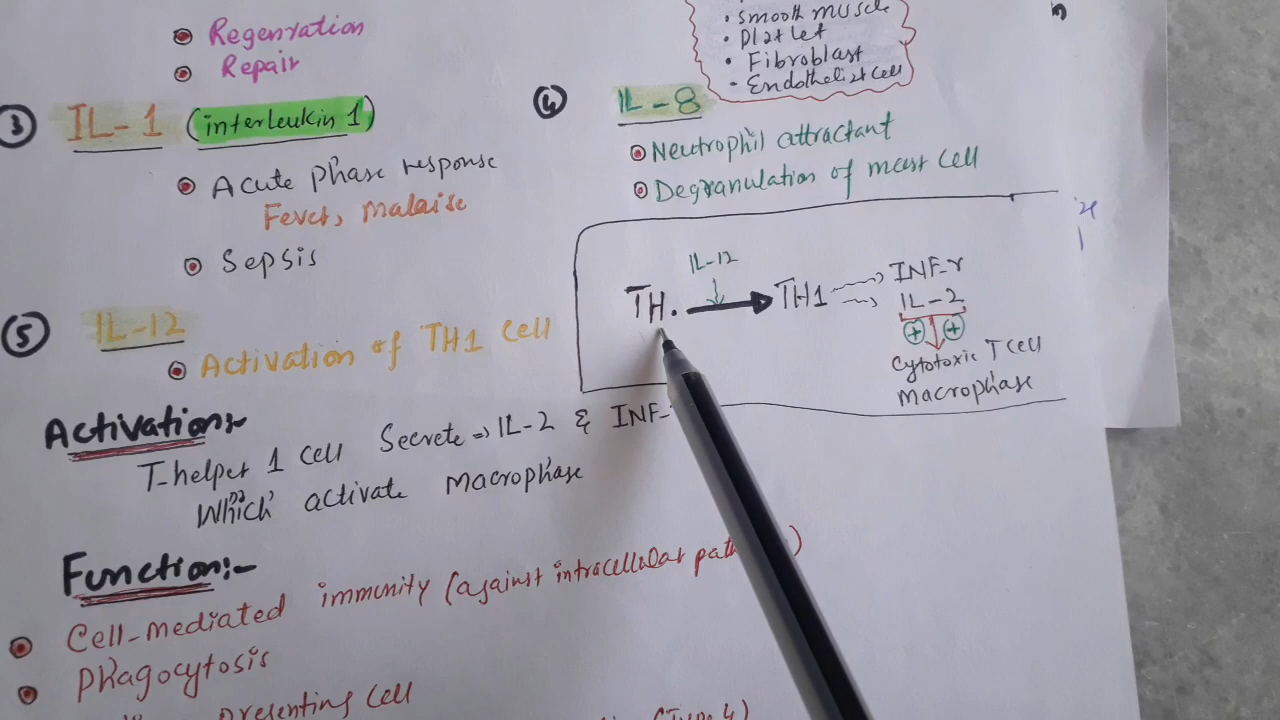 Regenration
Repair
3 IL-1 (interleukin 1)
Acute phase response
Fever, malaise
Sepsis
5 IL-12
Activation of TH1 Cell
• Smooth muscle
• Platlet
• Fibroblast
- Endothelial cell
4 IL-8
Neutrophil attractant
Degranulation of mast cell
IL-12
TH. → TH1
INF-r
IL-2
+ +
Cytotoxic T cell
Macrophase
Activation:-
T-helper 1 cell Secrete => IL-2 & INF-
Which activate macrophase
Function:-
Cell-mediated immunity (against intracellular
Phagocytosis
presenting cell
(Type 4)